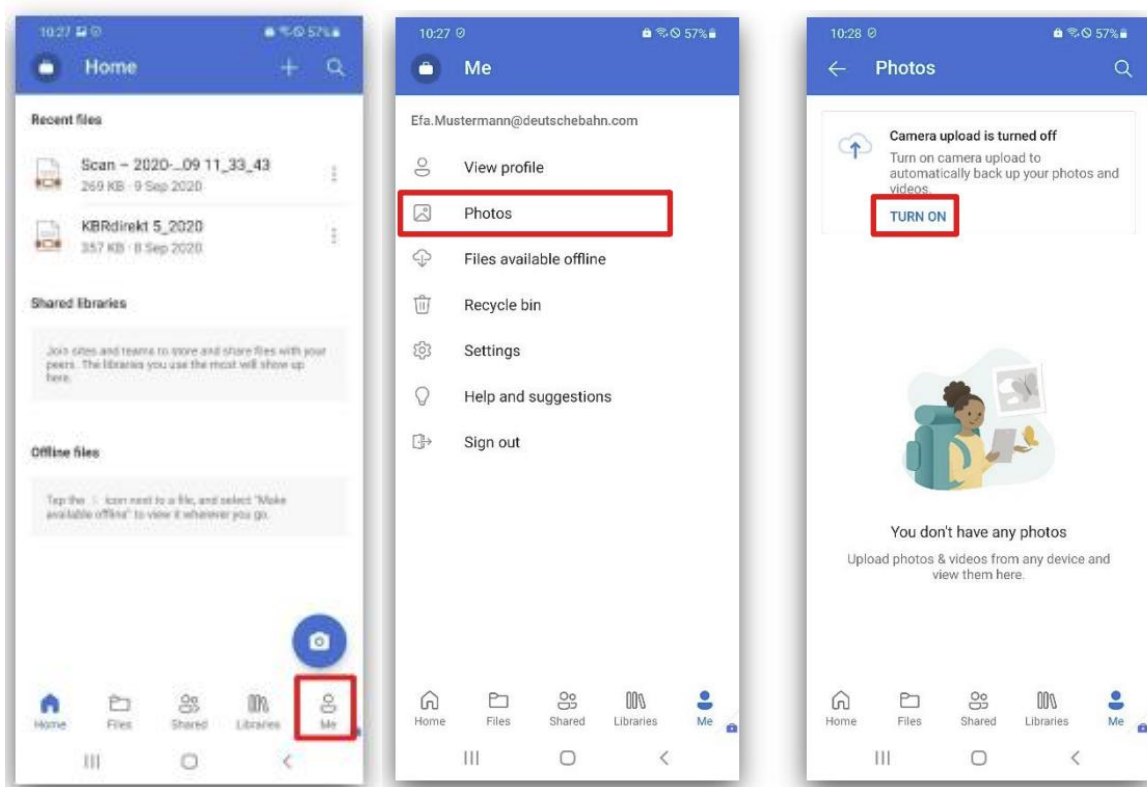 10:27
57%
Home
Recent files
Scan – 2020-...09 11_33_43
269 KB · 9 Sep 2020
KBRdirekt 5_2020
357 KB · 8 Sep 2020
Shared libraries
Join sites and teams to store and share files with your
peers. The libraries you use the most will show up
here.
Offline files
Tap the ⋮ icon next to a file, and select "Make
available offline" to view it wherever you go.
Home
Files
Shared
Libraries
Me
10:27
57%
Me
Efa.Mustermann@deutschebahn.com
View profile
Photos
Files available offline
Recycle bin
Settings
Help and suggestions
Sign out
Home
Files
Shared
Libraries
Me
10:28
57%
Photos
Camera upload is turned off
Turn on camera upload to
automatically back up your photos and
videos.
TURN ON
You don't have any photos
Upload photos & videos from any device and
view them here.
Home
Files
Shared
Libraries
Me